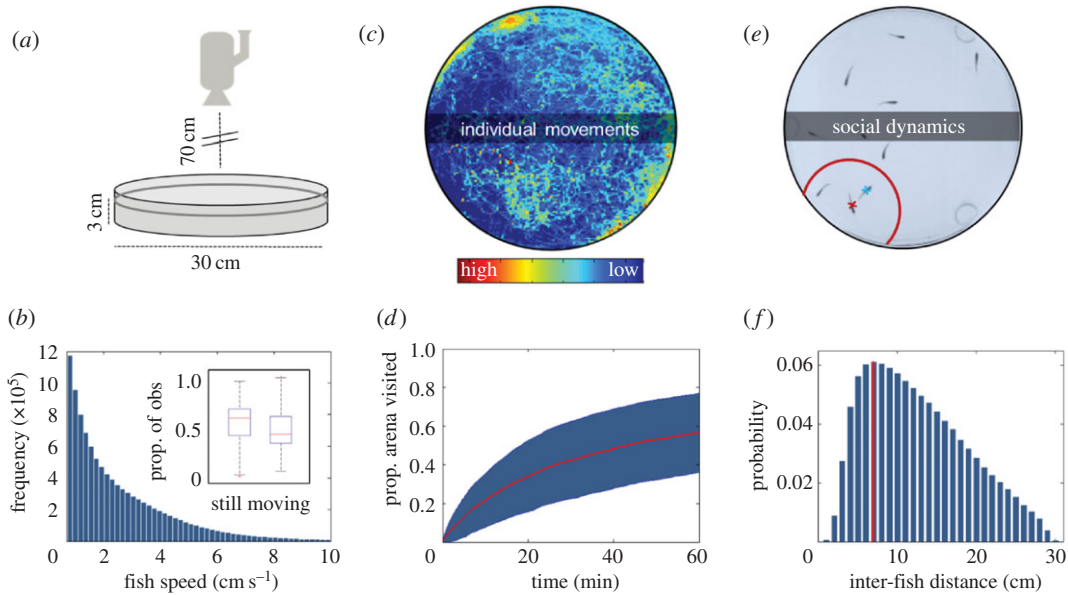 (a)
70 cm
3 cm
30 cm
(c)
individual movements
high low
(e)
social dynamics
(b)
12
10
8
6
4
2
0 2 4 6 8 10
frequency (×10⁵)
fish speed (cm s⁻¹)
1.0
0.5
0
prop. of obs
still moving
(d)
1.0
0.8
0.6
0.4
0.2
0 10 20 30 40 50 60
prop. arena visited
time (min)
(f)
0.06
0.04
0.02
0 10 20 30
probability
inter-fish distance (cm)